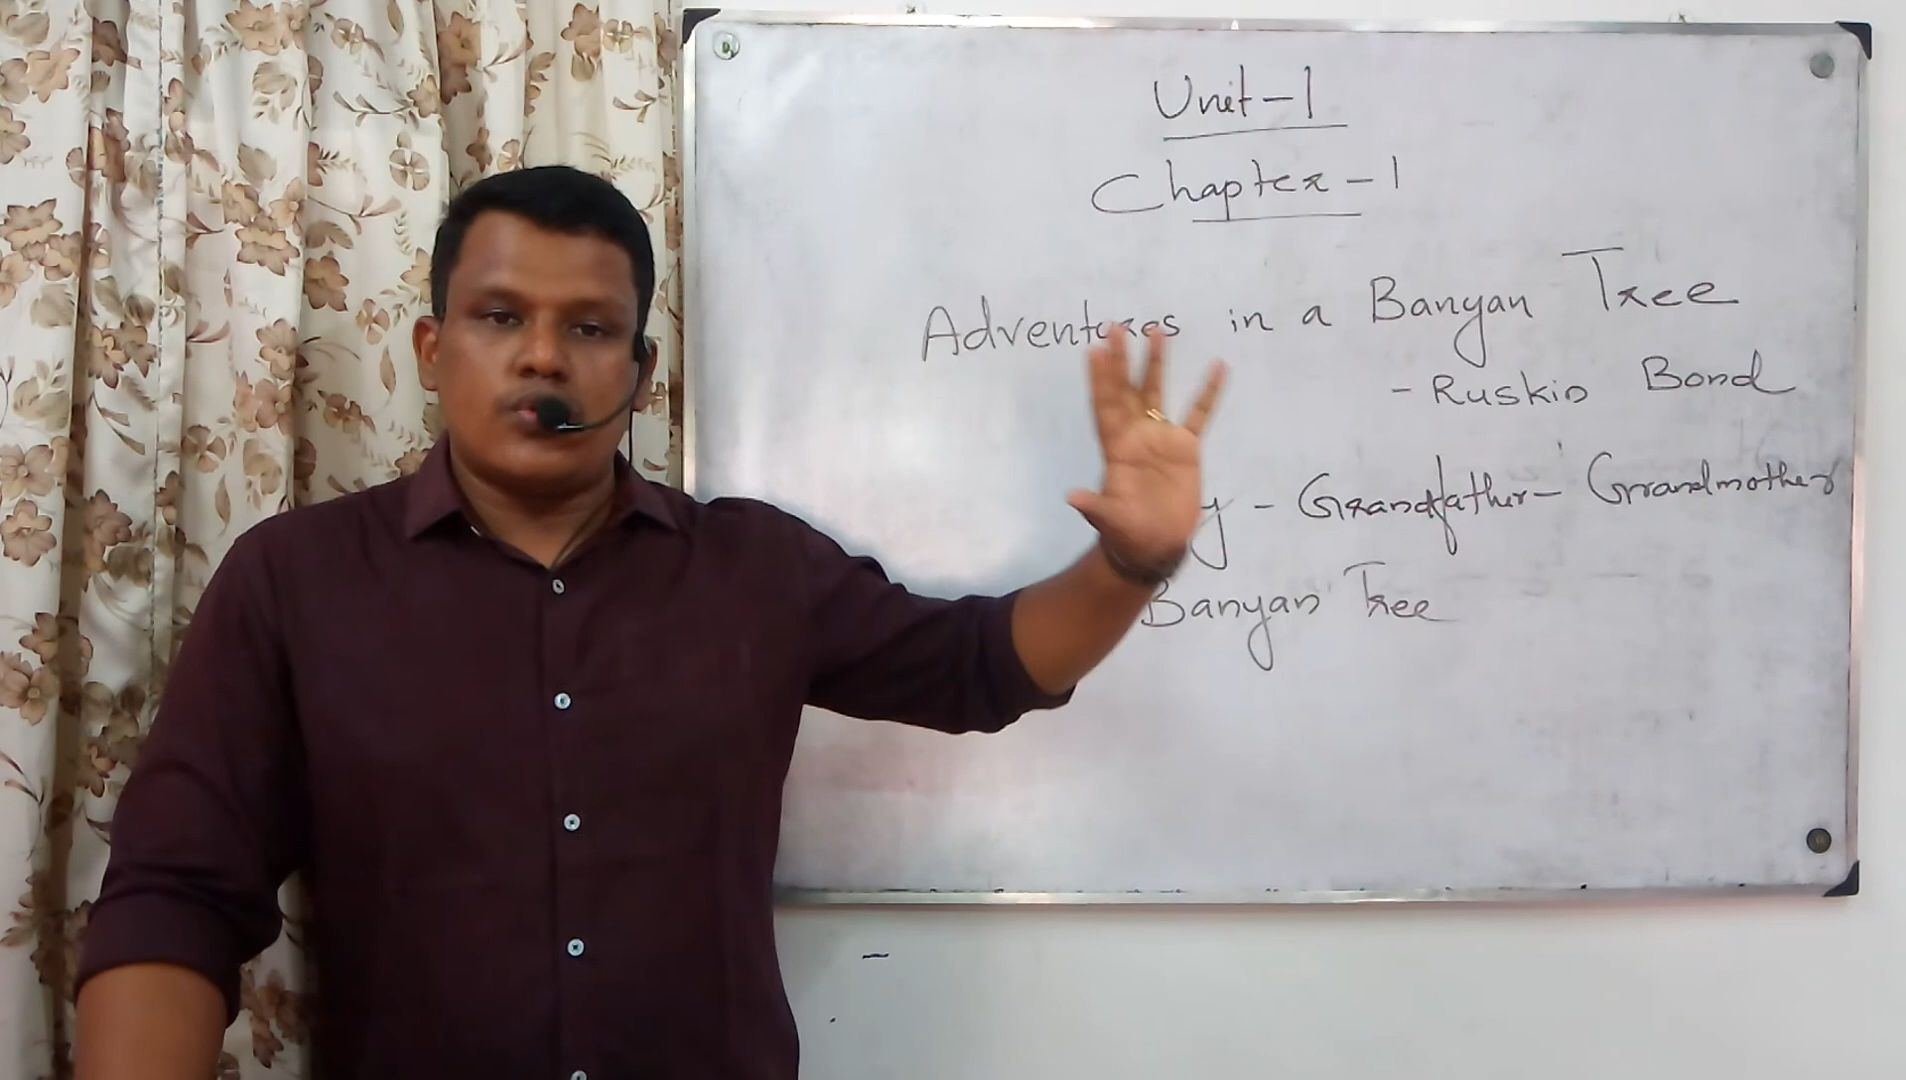 Unit-1
Chapter-1
Adventures in a Banyan Tree
- Ruskin Bond
- Grandfather - Grandmother
Banyan Tree